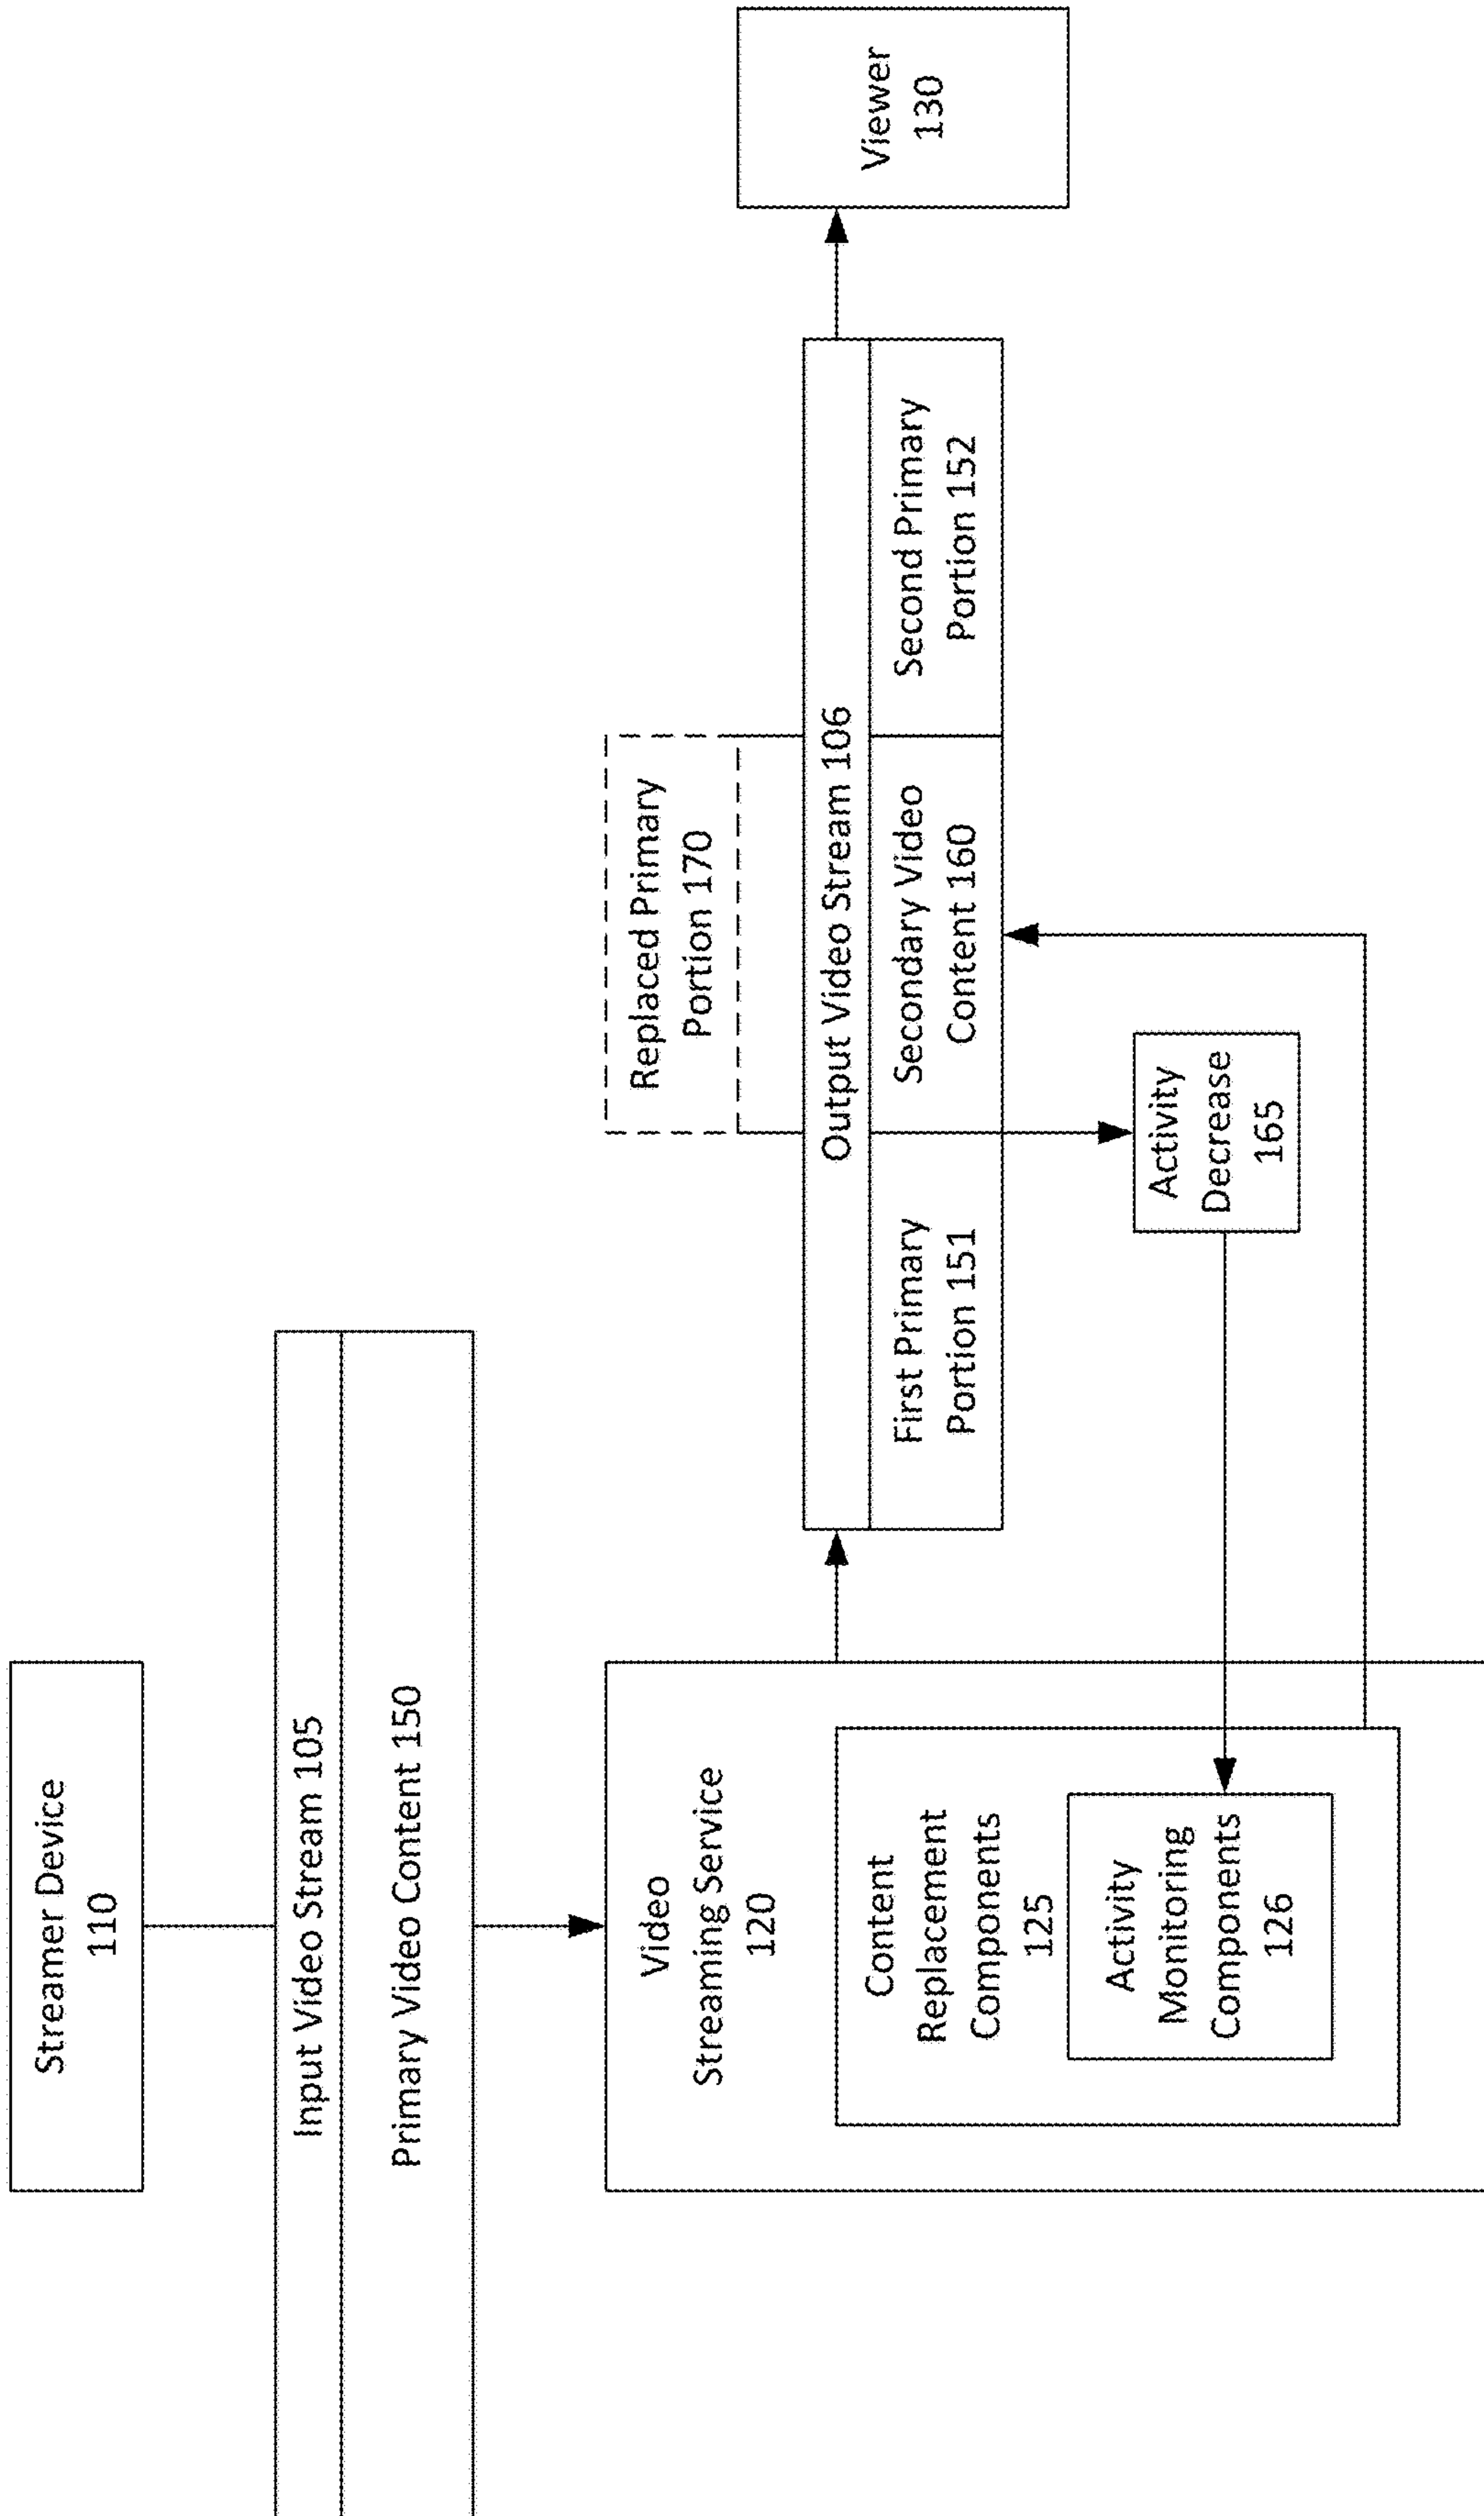 Streamer Device
110
Input Video Stream 105
Primary Video Content 150
Video
Streaming Service
120
Content
Replacement
Components
125
Activity
Monitoring
Components
126
Replaced Primary
Portion 170
Output Video Stream 106
First Primary
Portion 151
Secondary Video
Content 160
Second Primary
Portion 152
Activity
Decrease
165
Viewer
130